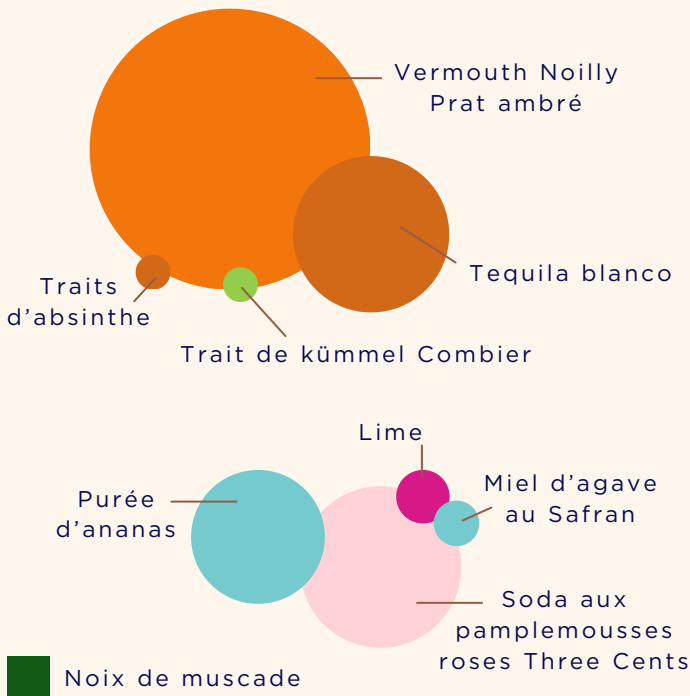 Vermouth Noilly
Prat ambré
Tequila blanco
Traits
d’absinthe
Trait de kümmel Combier
Lime
Purée
d’ananas
Miel d’agave
au Safran
Soda aux
pamplemousses
roses Three Cents
Noix de muscade